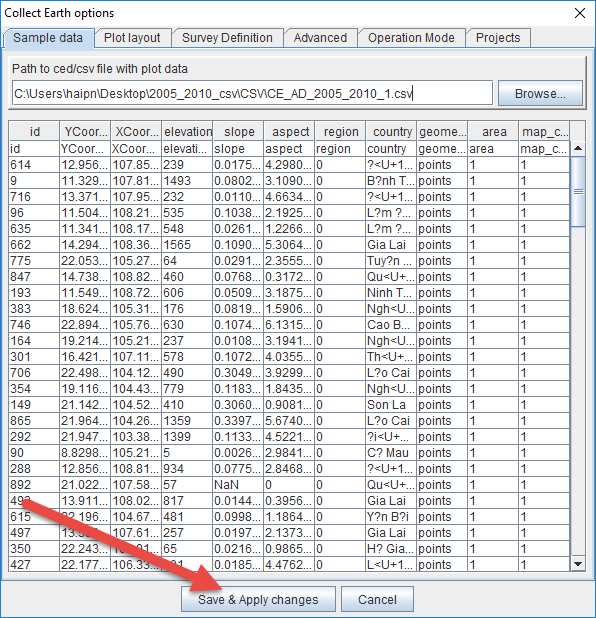 Collect Earth options
Sample data Plot layout Survey Definition Advanced Operation Mode Projects
Path to ced/csv file with plot data
C:\Users\haipn\Desktop\2005_2010_csv\CSV\CE_AD_2005_2010_1.csv Browse...
id YCoor... XCoor... elevation slope aspect region country geome... area map_c...
id YCoor... XCoor... elevati... slope aspect region country geome... area map_c...
614 12.956... 107.85... 239 0.0175... 4.2980... 0 ?<U+1... points 1 1
9 11.329... 107.81... 1493 0.0802... 3.1090... 0 B?nh T... points 1 1
716 13.371... 107.95... 232 0.0110... 4.6634... 0 ?<U+1... points 1 1
96 11.504... 108.21... 535 0.1038... 2.1925... 0 L?m ?... points 1 1
635 11.341... 108.17... 548 0.0261... 1.2266... 0 L?m ?... points 1 1
662 14.294... 108.36... 1565 0.1090... 5.3064... 0 Gia Lai points 1 1
775 22.053... 105.27... 64 0.0291... 2.3555... 0 Tuy?n ... points 1 1
847 14.738... 108.82... 460 0.0768... 0.3172... 0 Qu<U+... points 1 1
193 11.549... 108.72... 606 0.0509... 3.1875... 0 Ninh T... points 1 1
383 18.624... 105.31... 176 0.0819... 1.5906... 0 Ngh<U... points 1 1
746 22.894... 105.76... 630 0.1074... 6.1315... 0 Cao B... points 1 1
164 19.214... 105.21... 237 0.0108... 3.1941... 0 Ngh<U... points 1 1
301 16.421... 107.11... 578 0.1072... 4.0355... 0 Th<U+... points 1 1
706 22.498... 104.12... 490 0.3049... 3.9299... 0 L?o Cai points 1 1
354 19.116... 104.43... 779 0.1183... 1.8435... 0 Ngh<U... points 1 1
149 21.142... 104.52... 410 0.3060... 0.9081... 0 Son La points 1 1
865 21.964... 104.26... 1359 0.3397... 5.6740... 0 L?o Cai points 1 1
292 21.947... 103.38... 1399 0.1133... 4.5221... 0 ?i<U+... points 1 1
90 8.8298... 105.21... 5 0.0026... 2.9841... 0 C? Mau points 1 1
288 12.856... 108.81... 934 0.0775... 2.8468... 0 ?<U+1... points 1 1
892 21.022... 107.58... 57 NaN 0 0 Qu<U+... points 1 1
493 13.911... 108.02... 817 0.0144... 0.3956... 0 Gia Lai points 1 1
615 22.196... 104.67... 481 0.0998... 1.1864... 0 Y?n B?i points 1 1
497 107.61... 257 0.0197... 2.1373... 0 Gia Lai points 1 1
350 22.243... 65 0.0216... 0.9865... 0 H? Gia... points 1 1
427 22.177... 106.33... 0.0185... 4.4762... 0 L<U+1... points 1 1
Save & Apply changes Cancel